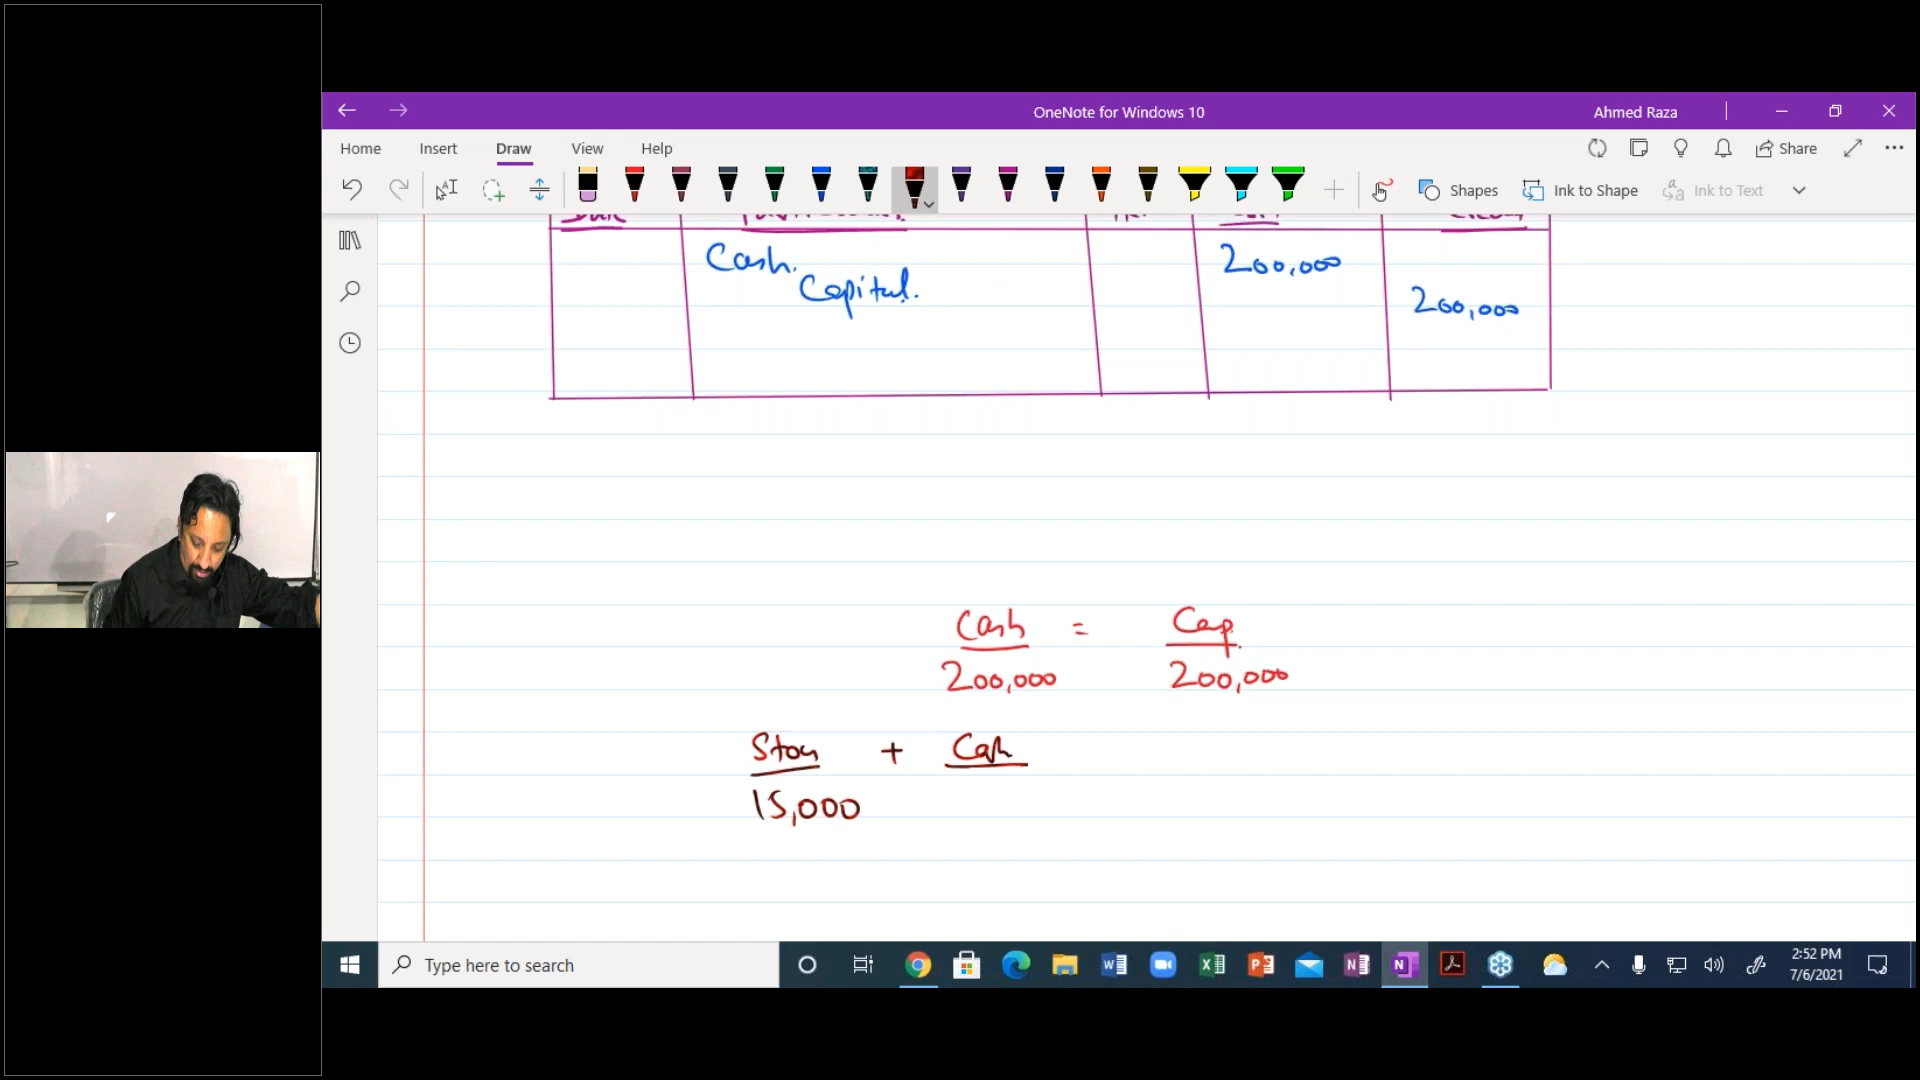 OneNote for Windows 10
Ahmed Raza
Home Insert Draw View Help
Share
Shapes
Ink to Shape
Ink to Text
Cash. 200,000
Capital. 200,000
Cash = Cap.
200,000 200,000
+ Cash
15,000
Type here to search
2:52 PM
7/6/2021